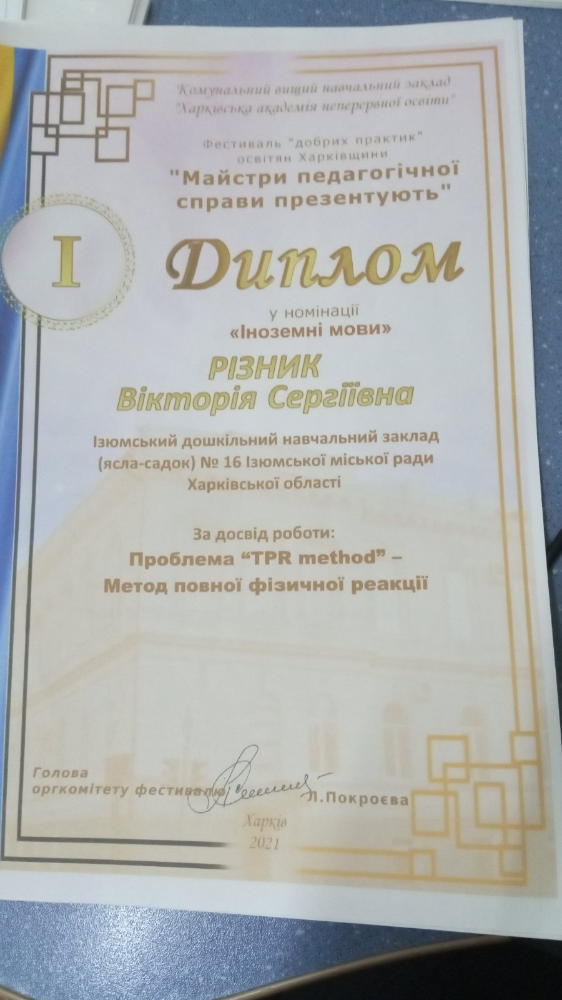 Комунальний вищий навчальний заклад
"Харківська академія неперервної освіти"
Фестиваль "добрих практик"
освітян Харківщини
"Майстри педагогічної
справи презентують"
I
Диплом
у номінації
«Іноземні мови»
РІЗНИК
Вікторія Сергіївна
Ізюмський дошкільний навчальний заклад
(ясла-садок) № 16 Ізюмської міської ради
Харківської області
За досвід роботи:
Проблема “TPR method” –
Метод повної фізичної реакції
Голова
оргкомітету фестивалю
Л.Покроєва
Харків
2021